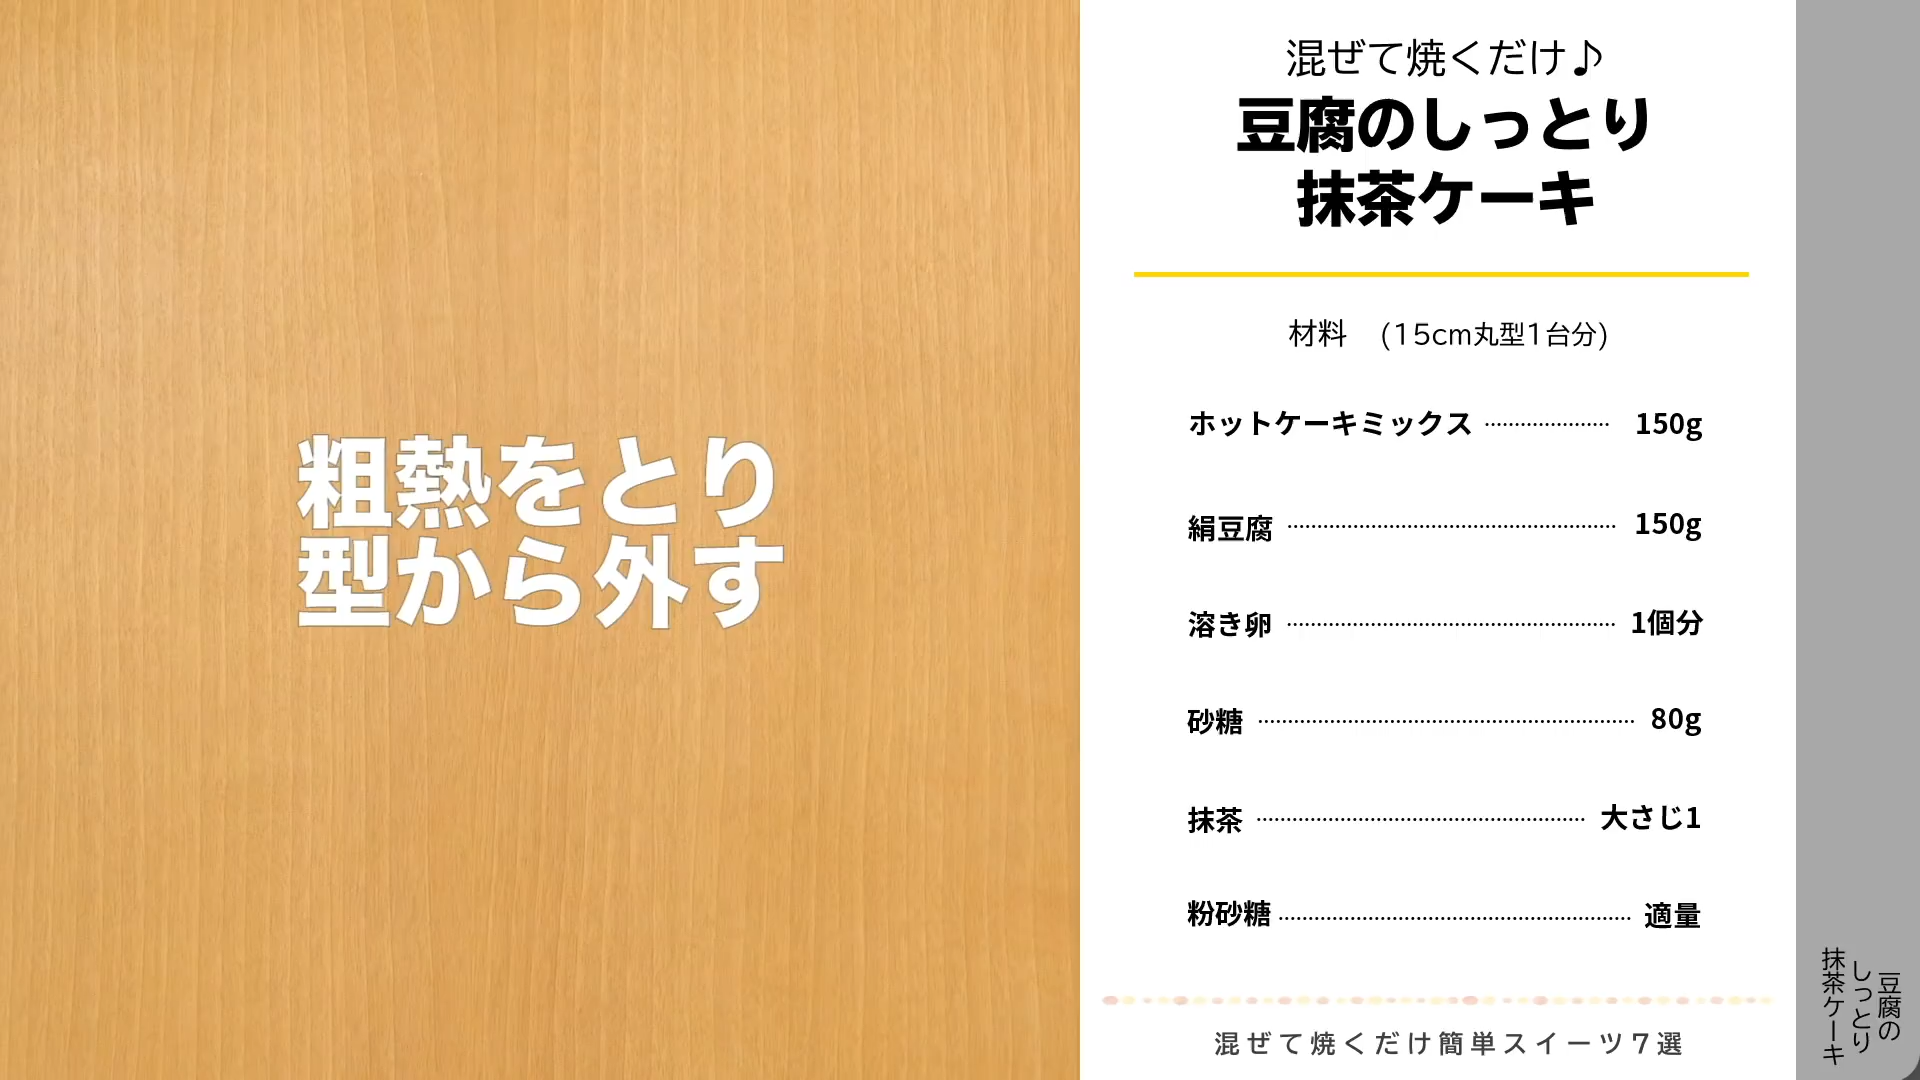 粗熱をとり
型から外す
混ぜて焼くだけ♪
豆腐のしっとり
抹茶ケーキ
材料 (15cm丸型1台分)
ホットケーキミックス 150g
絹豆腐 150g
溶き卵 1個分
砂糖 80g
抹茶 大さじ1
粉砂糖 適量
混ぜて焼くだけ簡単スイーツ7選
豆腐の
しっとり
抹茶ケーキ